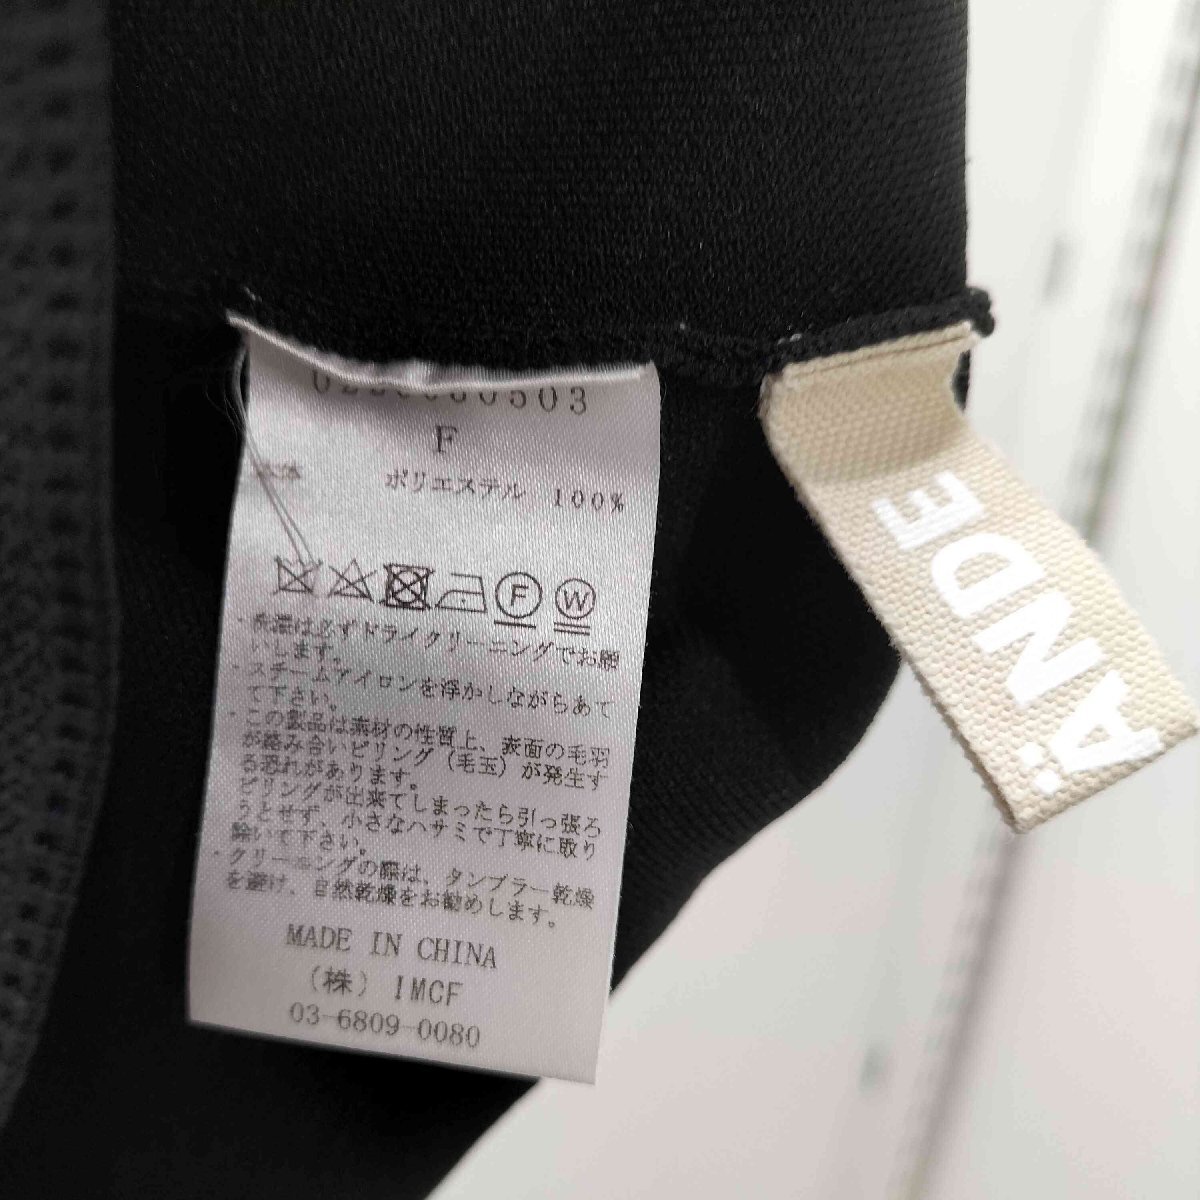 F
ポリエステル 100%
F W
・洗濯は必ずドライクリーニングでお願
いします。
・スチームアイロンを浮かしながらあて
て下さい。
・この製品は素材の性質上、表面の毛羽
が絡み合いピリング（毛玉）が発生す
る恐れがあります。
ピリングが出来てしまったら引っ張ろ
うとせず、小さなハサミで丁寧に取り
除いて下さい。
・クリーニングの際は、タンブラー乾燥
を避け、自然乾燥をお勧めします。
MADE IN CHINA
（株）IMCF
03-6809-0080
ÄNDE